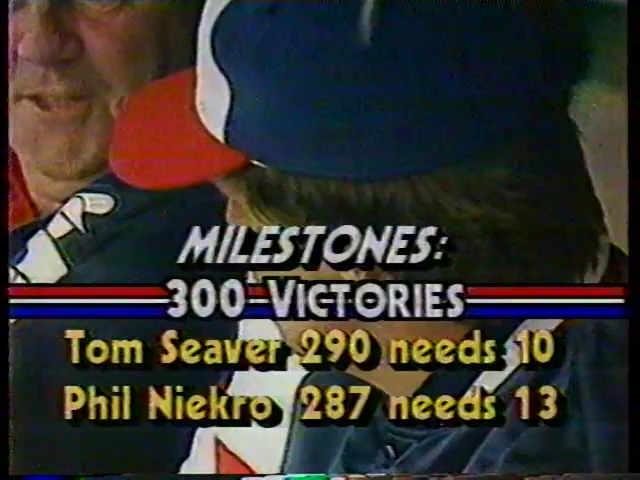 MILESTONES:
300 VICTORIES
Tom Seaver 290 needs 10
Phil Niekro 287 needs 13